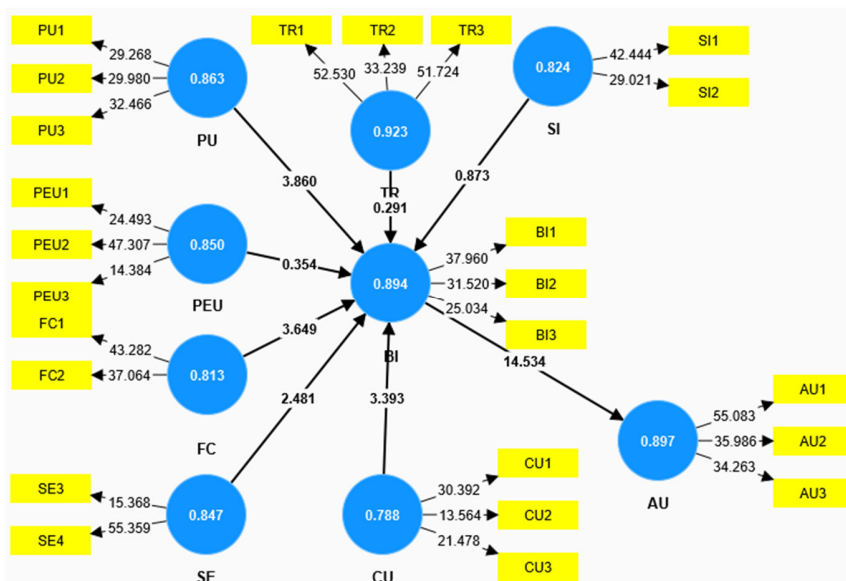 PU1
PU2
PU3
29.268
29.980
32.466
0.863
PU
TR1
TR2
TR3
52.530
33.239
51.724
0.923
TR
0.291
0.824
SI
42.444
29.021
SI1
SI2
3.860
0.873
PEU1
PEU2
PEU3
24.493
47.307
14.384
0.850
PEU
0.354
0.894
BI
37.960
31.520
25.034
BI1
BI2
BI3
FC1
FC2
43.282
37.064
0.813
FC
3.649
2.481
3.393
14.534
SE3
SE4
15.368
55.359
0.847
SE
0.788
CU
30.392
13.564
21.478
CU1
CU2
CU3
0.897
AU
55.083
35.986
34.263
AU1
AU2
AU3